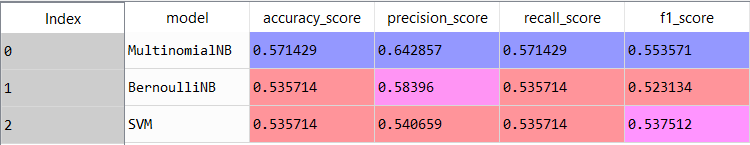 Index model accuracy_score precision_score recall_score f1_score
0 MultinomialNB 0.571429 0.642857 0.571429 0.553571
1 BernoulliNB 0.535714 0.58396 0.535714 0.523134
2 SVM 0.535714 0.540659 0.535714 0.537512